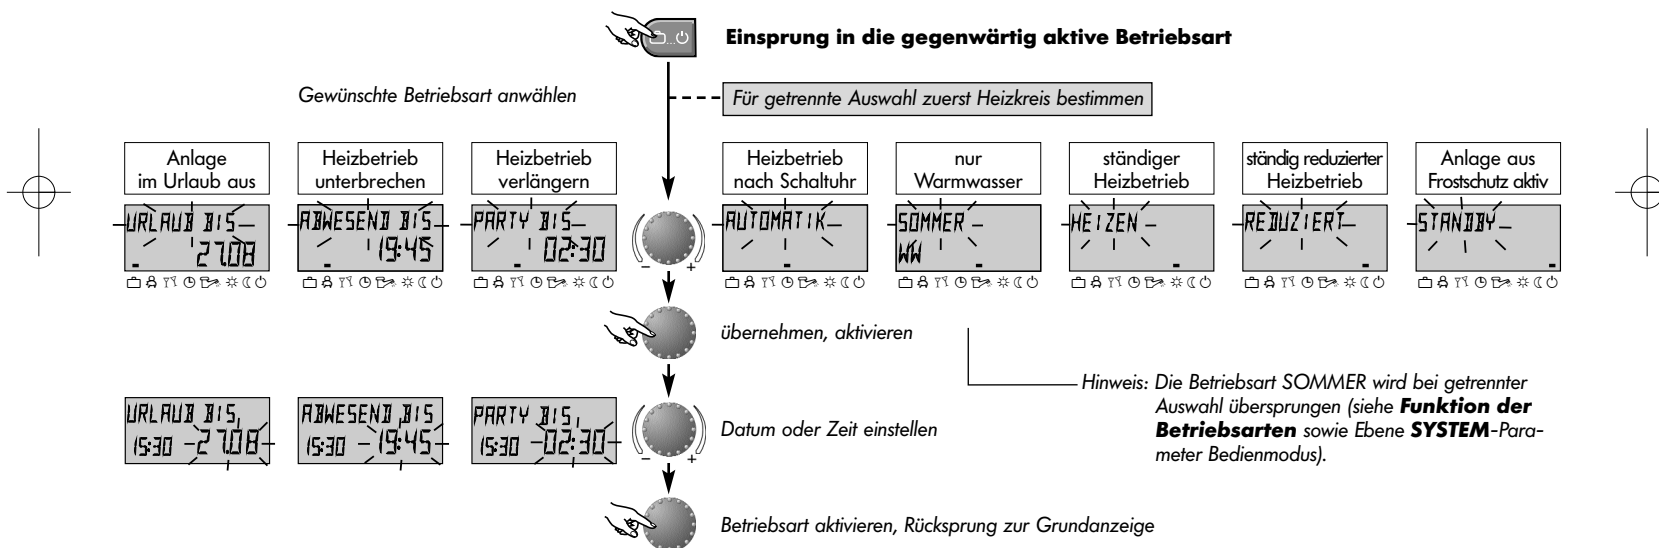 Einsprung in die gegenwärtig aktive Betriebsart
Gewünschte Betriebsart anwählen
Für getrennte Auswahl zuerst Heizkreis bestimmen
Anlage
im Urlaub aus
Heizbetrieb
unterbrechen
Heizbetrieb
verlängern
Heizbetrieb
nach Schaltuhr
nur
Warmwasser
ständiger
Heizbetrieb
ständig reduzierter
Heizbetrieb
Anlage aus
Frostschutz aktiv
URLAUB BIS
27.08
ABWESEND BIS
19:45
PARTY BIS
02:30
- +
AUTOMATIK
SOMMER
WW
HEIZEN
REDUZIERT
STANDBY
übernehmen, aktivieren
Hinweis: Die Betriebsart SOMMER wird bei getrennter
Auswahl übersprungen (siehe Funktion der
Betriebsarten sowie Ebene SYSTEM-Para-
meter Bedienmodus).
URLAUB BIS
15:30 27.08
ABWESEND BIS
15:30 19:45
PARTY BIS
15:30 02:30
- +
Datum oder Zeit einstellen
Betriebsart aktivieren, Rücksprung zur Grundanzeige